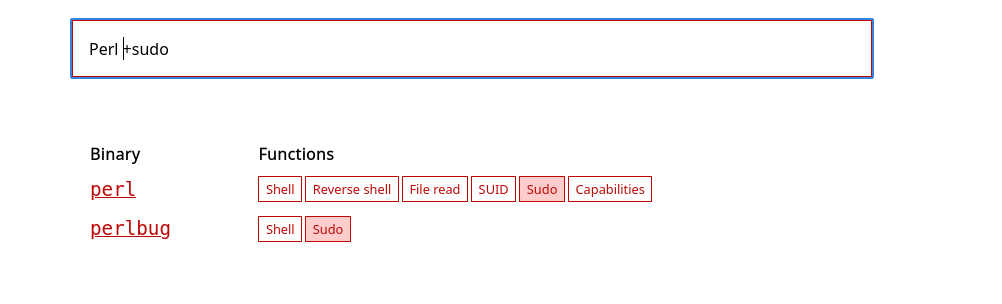 Perl +sudo
Binary Functions
perl Shell Reverse shell File read SUID Sudo Capabilities
perlbug Shell Sudo